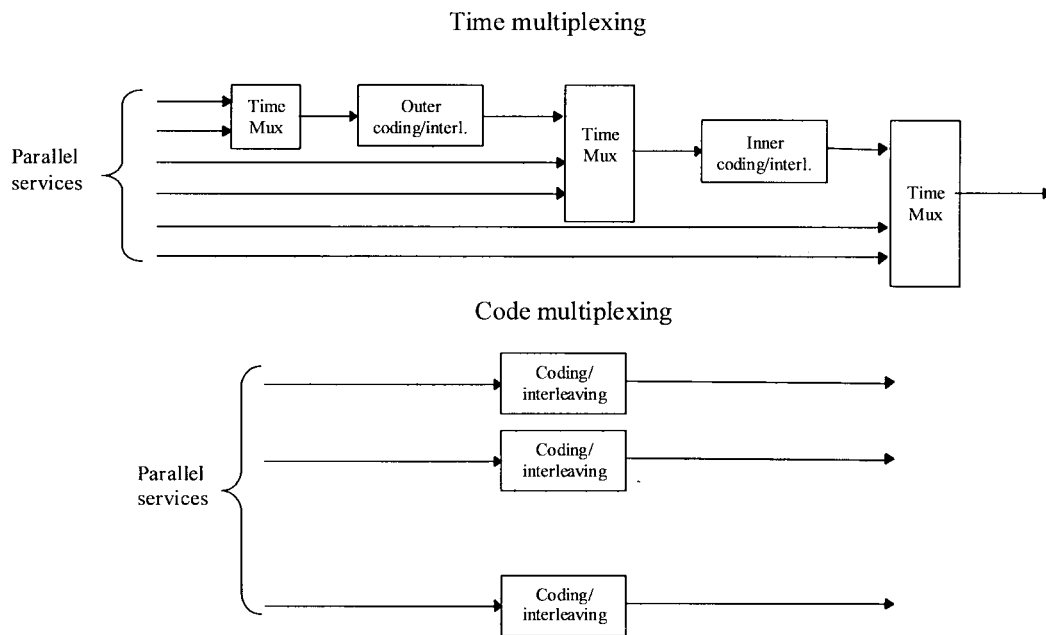 Time multiplexing
Time
Mux
Outer
coding/interl.
Time
Mux
Inner
coding/interl.
Time
Mux
Parallel
services
Code multiplexing
Coding/
interleaving
Coding/
interleaving
Parallel
services
Coding/
interleaving